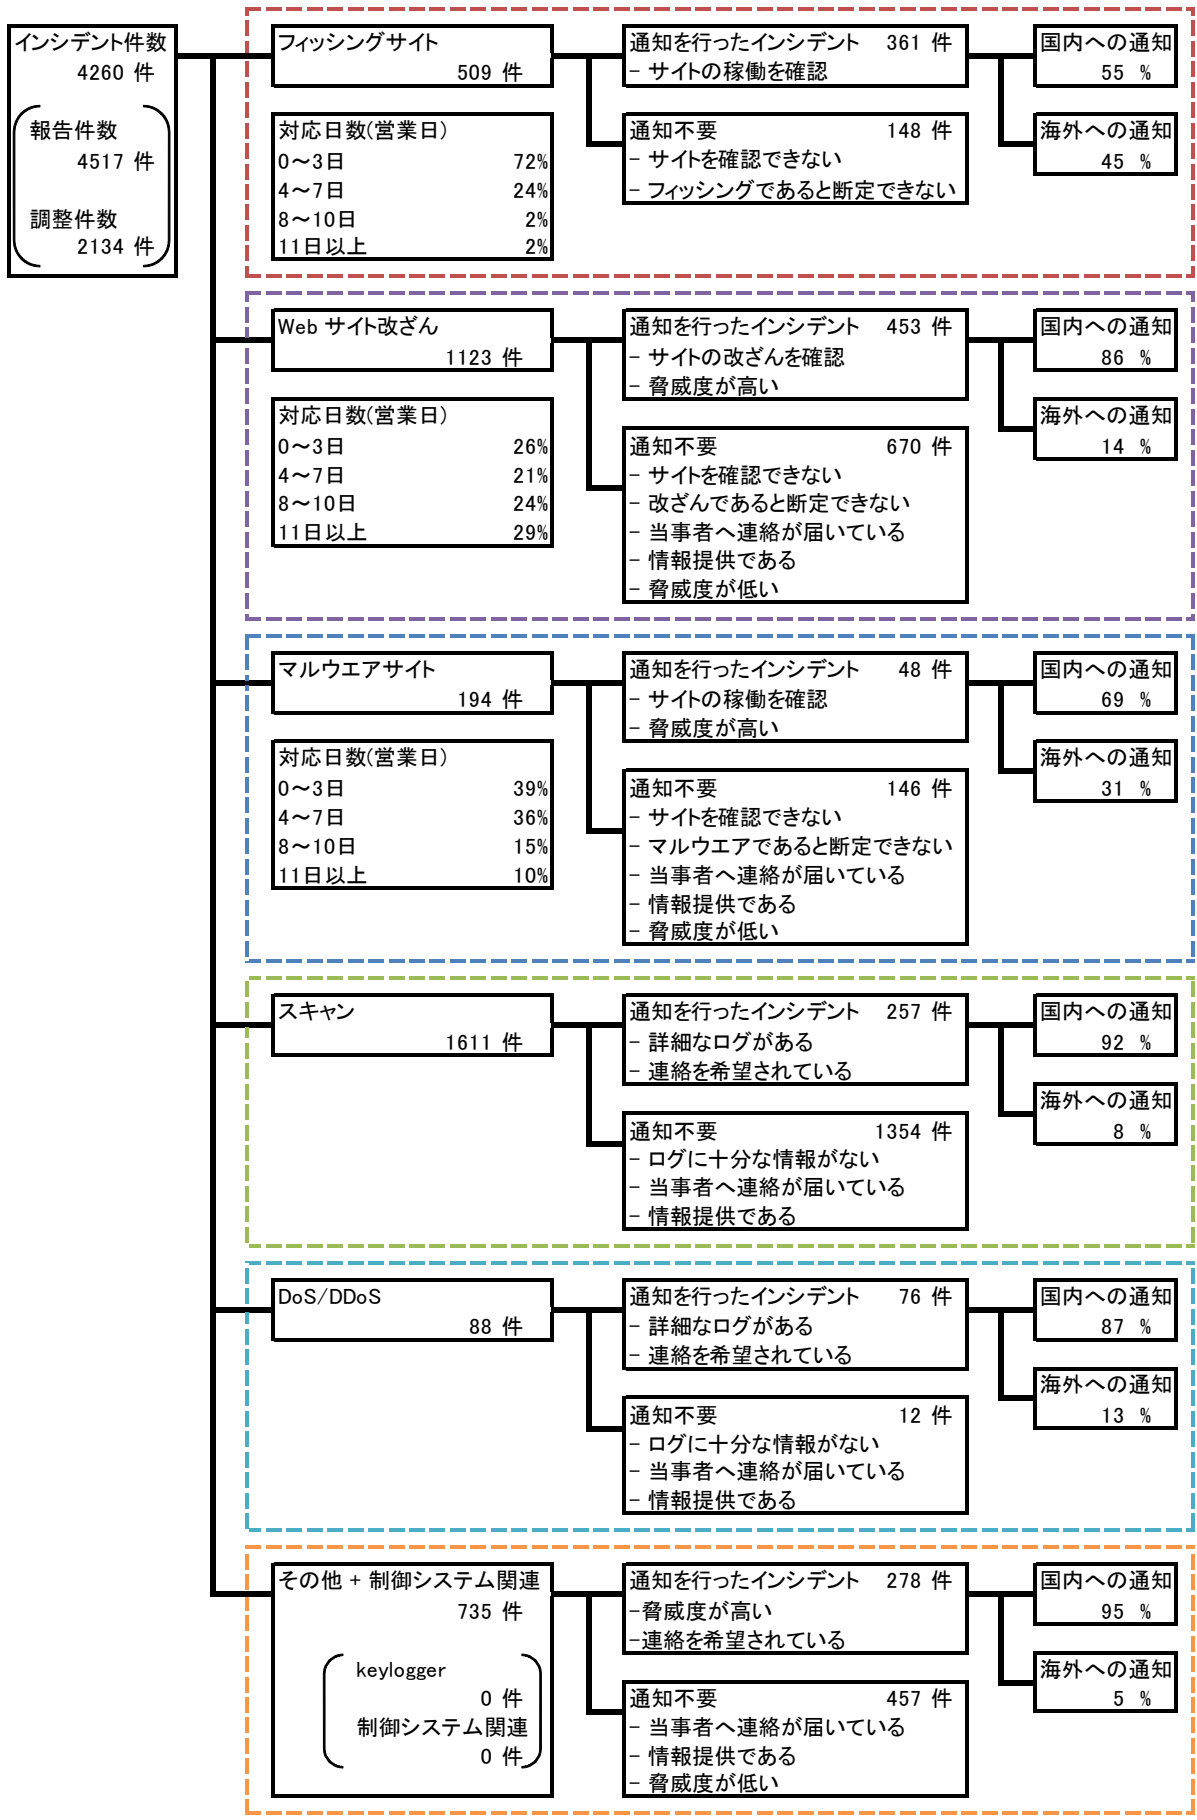 インシデント件数
4260 件
報告件数
4517 件
調整件数
2134 件
フィッシングサイト
509 件
対応日数(営業日)
0～3日 72%
4～7日 24%
8～10日 2%
11日以上 2%
通知を行ったインシデント 361 件
- サイトの稼働を確認
通知不要 148 件
- サイトを確認できない
- フィッシングであると断定できない
国内への通知
55 %
海外への通知
45 %
Web サイト改ざん
1123 件
対応日数(営業日)
0～3日 26%
4～7日 21%
8～10日 24%
11日以上 29%
通知を行ったインシデント 453 件
- サイトの改ざんを確認
- 脅威度が高い
通知不要 670 件
- サイトを確認できない
- 改ざんであると断定できない
- 当事者へ連絡が届いている
- 情報提供である
- 脅威度が低い
国内への通知
86 %
海外への通知
14 %
マルウエアサイト
194 件
対応日数(営業日)
0～3日 39%
4～7日 36%
8～10日 15%
11日以上 10%
通知を行ったインシデント 48 件
- サイトの稼働を確認
- 脅威度が高い
通知不要 146 件
- サイトを確認できない
- マルウエアであると断定できない
- 当事者へ連絡が届いている
- 情報提供である
- 脅威度が低い
国内への通知
69 %
海外への通知
31 %
スキャン
1611 件
通知を行ったインシデント 257 件
- 詳細なログがある
- 連絡を希望されている
通知不要 1354 件
- ログに十分な情報がない
- 当事者へ連絡が届いている
- 情報提供である
国内への通知
92 %
海外への通知
8 %
DoS/DDoS
88 件
通知を行ったインシデント 76 件
- 詳細なログがある
- 連絡を希望されている
通知不要 12 件
- ログに十分な情報がない
- 当事者へ連絡が届いている
- 情報提供である
国内への通知
87 %
海外への通知
13 %
その他 + 制御システム関連
735 件
keylogger
0 件
制御システム関連
0 件
通知を行ったインシデント 278 件
-脅威度が高い
-連絡を希望されている
通知不要 457 件
- 当事者へ連絡が届いている
- 情報提供である
- 脅威度が低い
国内への通知
95 %
海外への通知
5 %